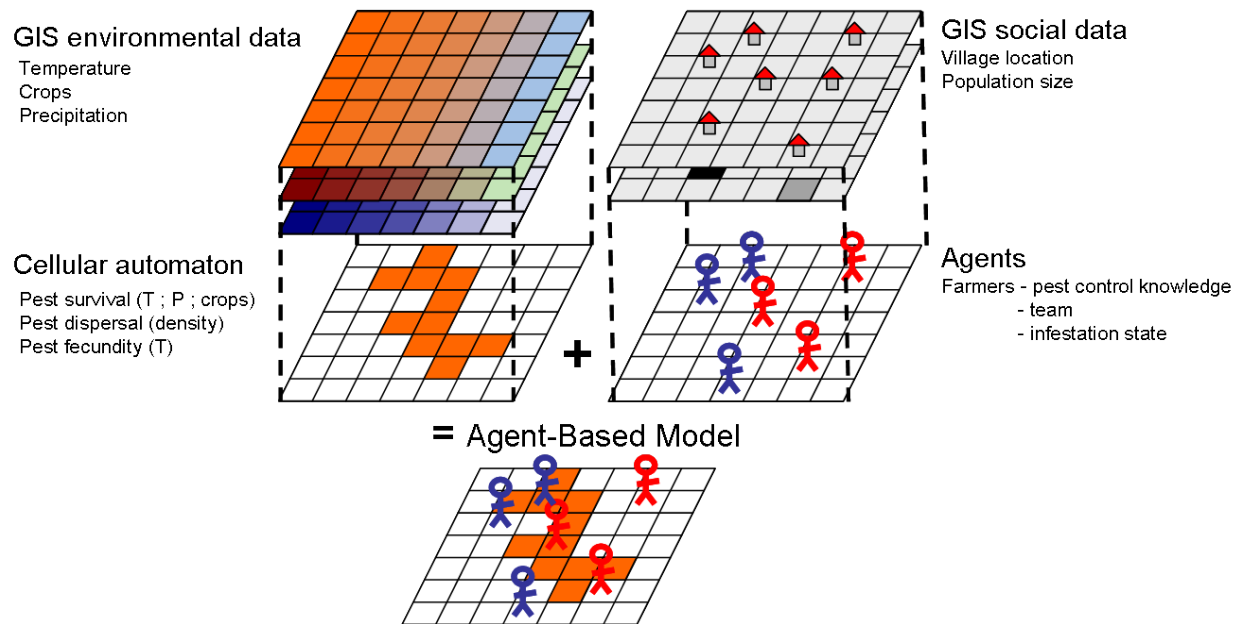 GIS environmental data
Temperature
Crops
Precipitation
GIS social data
Village location
Population size
Cellular automaton
Pest survival (T ; P ; crops)
Pest dispersal (density)
Pest fecundity (T)
+
Agents
Farmers - pest control knowledge
- team
- infestation state
= Agent-Based Model